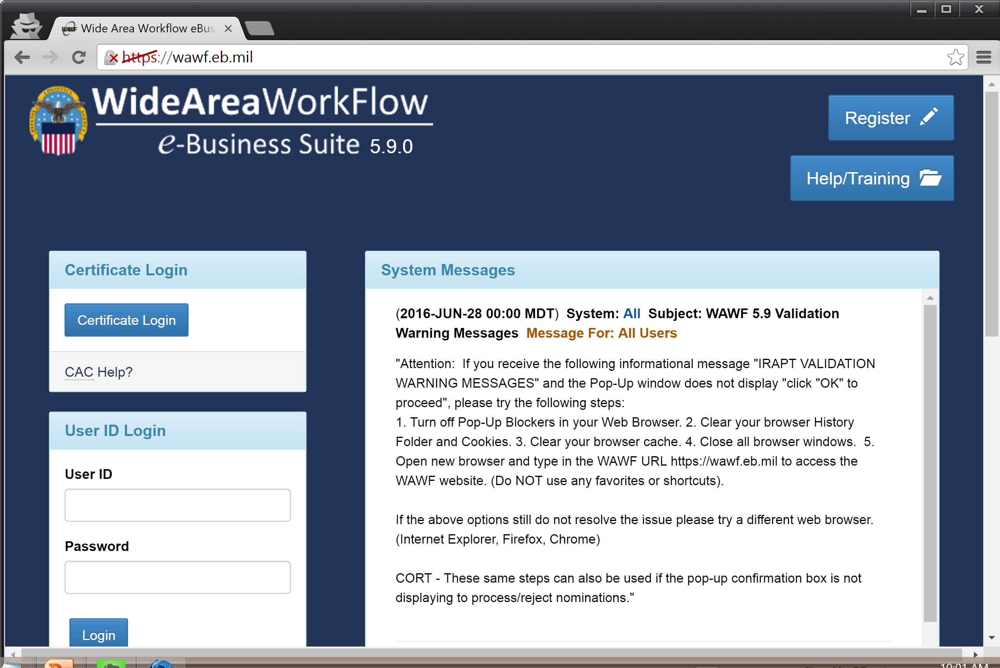 Wide Area Workflow eBus
https://wawf.eb.mil
WideAreaWorkFlow
e-Business Suite 5.9.0
Register
Help/Training
Certificate Login
Certificate Login
CAC Help?
User ID Login
User ID
Password
Login
System Messages
(2016-JUN-28 00:00 MDT) System: All Subject: WAWF 5.9 Validation
Warning Messages Message For: All Users
"Attention: If you receive the following informational message "IRAPT VALIDATION
WARNING MESSAGES" and the Pop-Up window does not display "click "OK" to
proceed", please try the following steps:
1. Turn off Pop-Up Blockers in your Web Browser. 2. Clear your browser History
Folder and Cookies. 3. Clear your browser cache. 4. Close all browser windows. 5.
Open new browser and type in the WAWF URL https://wawf.eb.mil to access the
WAWF website. (Do NOT use any favorites or shortcuts).
If the above options still do not resolve the issue please try a different web browser.
(Internet Explorer, Firefox, Chrome)
CORT - These same steps can also be used if the pop-up confirmation box is not
displaying to process/reject nominations."
10:01 AM